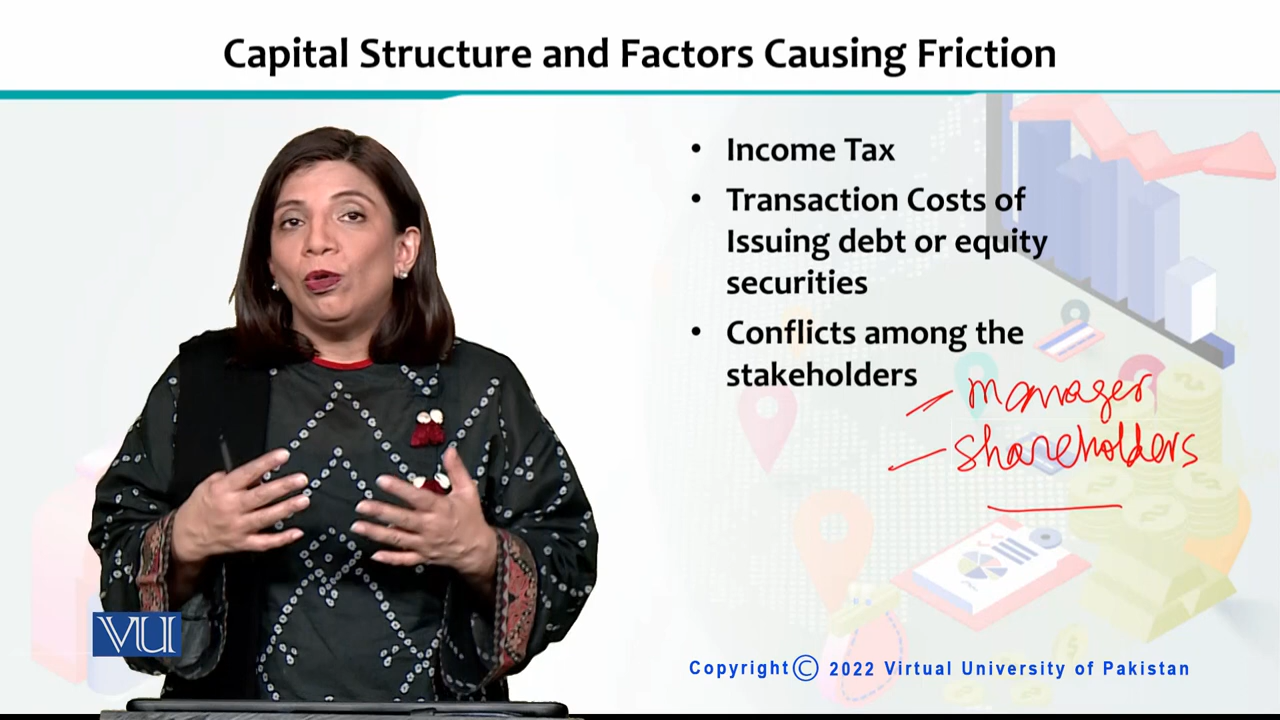 Capital Structure and Factors Causing Friction
• Income Tax
• Transaction Costs of
Issuing debt or equity
securities
• Conflicts among the
stakeholders
manager
shareholders
VU
Copyright © 2022 Virtual University of Pakistan